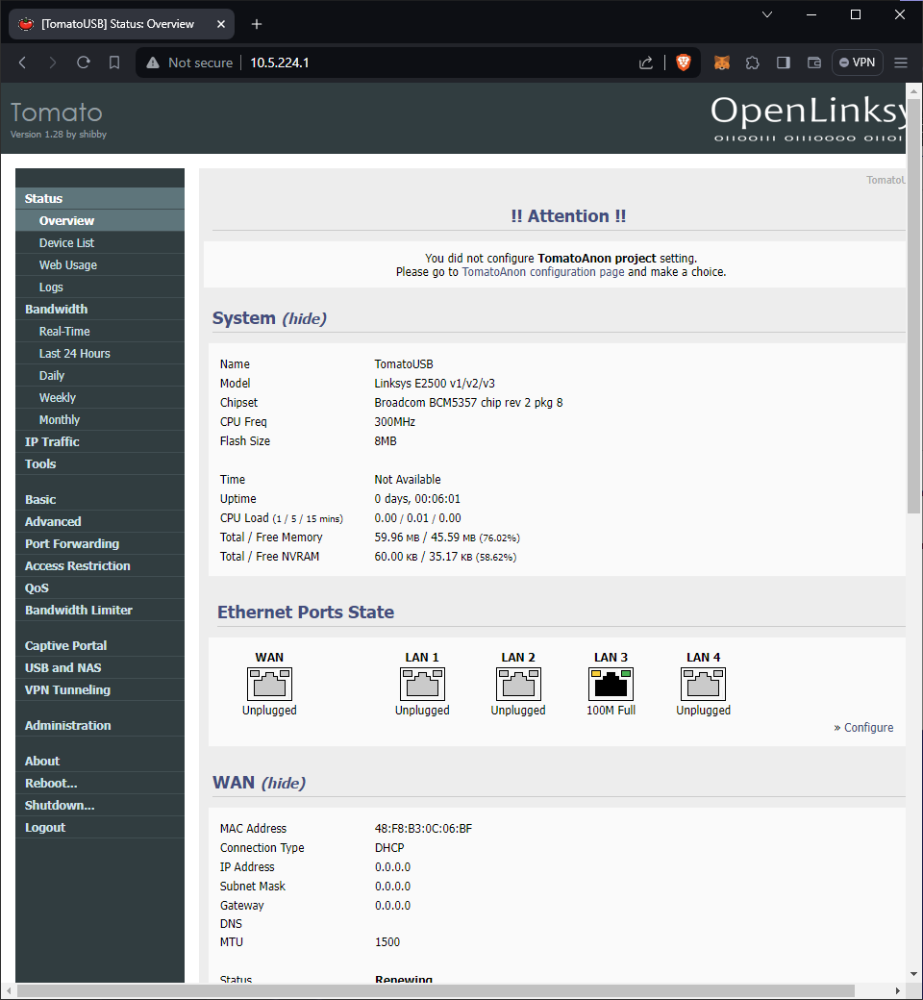 [TomatoUSB] Status: Overview
Not secure
10.5.224.1
VPN
Tomato
Version 1.28 by shibby
OpenLinksy
01100111 01110000 01101
Status
Overview
Device List
Web Usage
Logs
Bandwidth
Real-Time
Last 24 Hours
Daily
Weekly
Monthly
IP Traffic
Tools
Basic
Advanced
Port Forwarding
Access Restriction
QoS
Bandwidth Limiter
Captive Portal
USB and NAS
VPN Tunneling
Administration
About
Reboot...
Shutdown...
Logout
TomatoU
!! Attention !!
You did not configure TomatoAnon project setting.
Please go to TomatoAnon configuration page and make a choice.
System (hide)
Name TomatoUSB
Model Linksys E2500 v1/v2/v3
Chipset Broadcom BCM5357 chip rev 2 pkg 8
CPU Freq 300MHz
Flash Size 8MB
Time Not Available
Uptime 0 days, 00:06:01
CPU Load (1 / 5 / 15 mins) 0.00 / 0.01 / 0.00
Total / Free Memory 59.96 MB / 45.59 MB (76.02%)
Total / Free NVRAM 60.00 KB / 35.17 KB (58.62%)
Ethernet Ports State
WAN LAN 1 LAN 2 LAN 3 LAN 4
Unplugged Unplugged Unplugged 100M Full Unplugged
» Configure
WAN (hide)
MAC Address 48:F8:B3:0C:06:BF
Connection Type DHCP
IP Address 0.0.0.0
Subnet Mask 0.0.0.0
Gateway 0.0.0.0
DNS
MTU 1500
Status Renewing